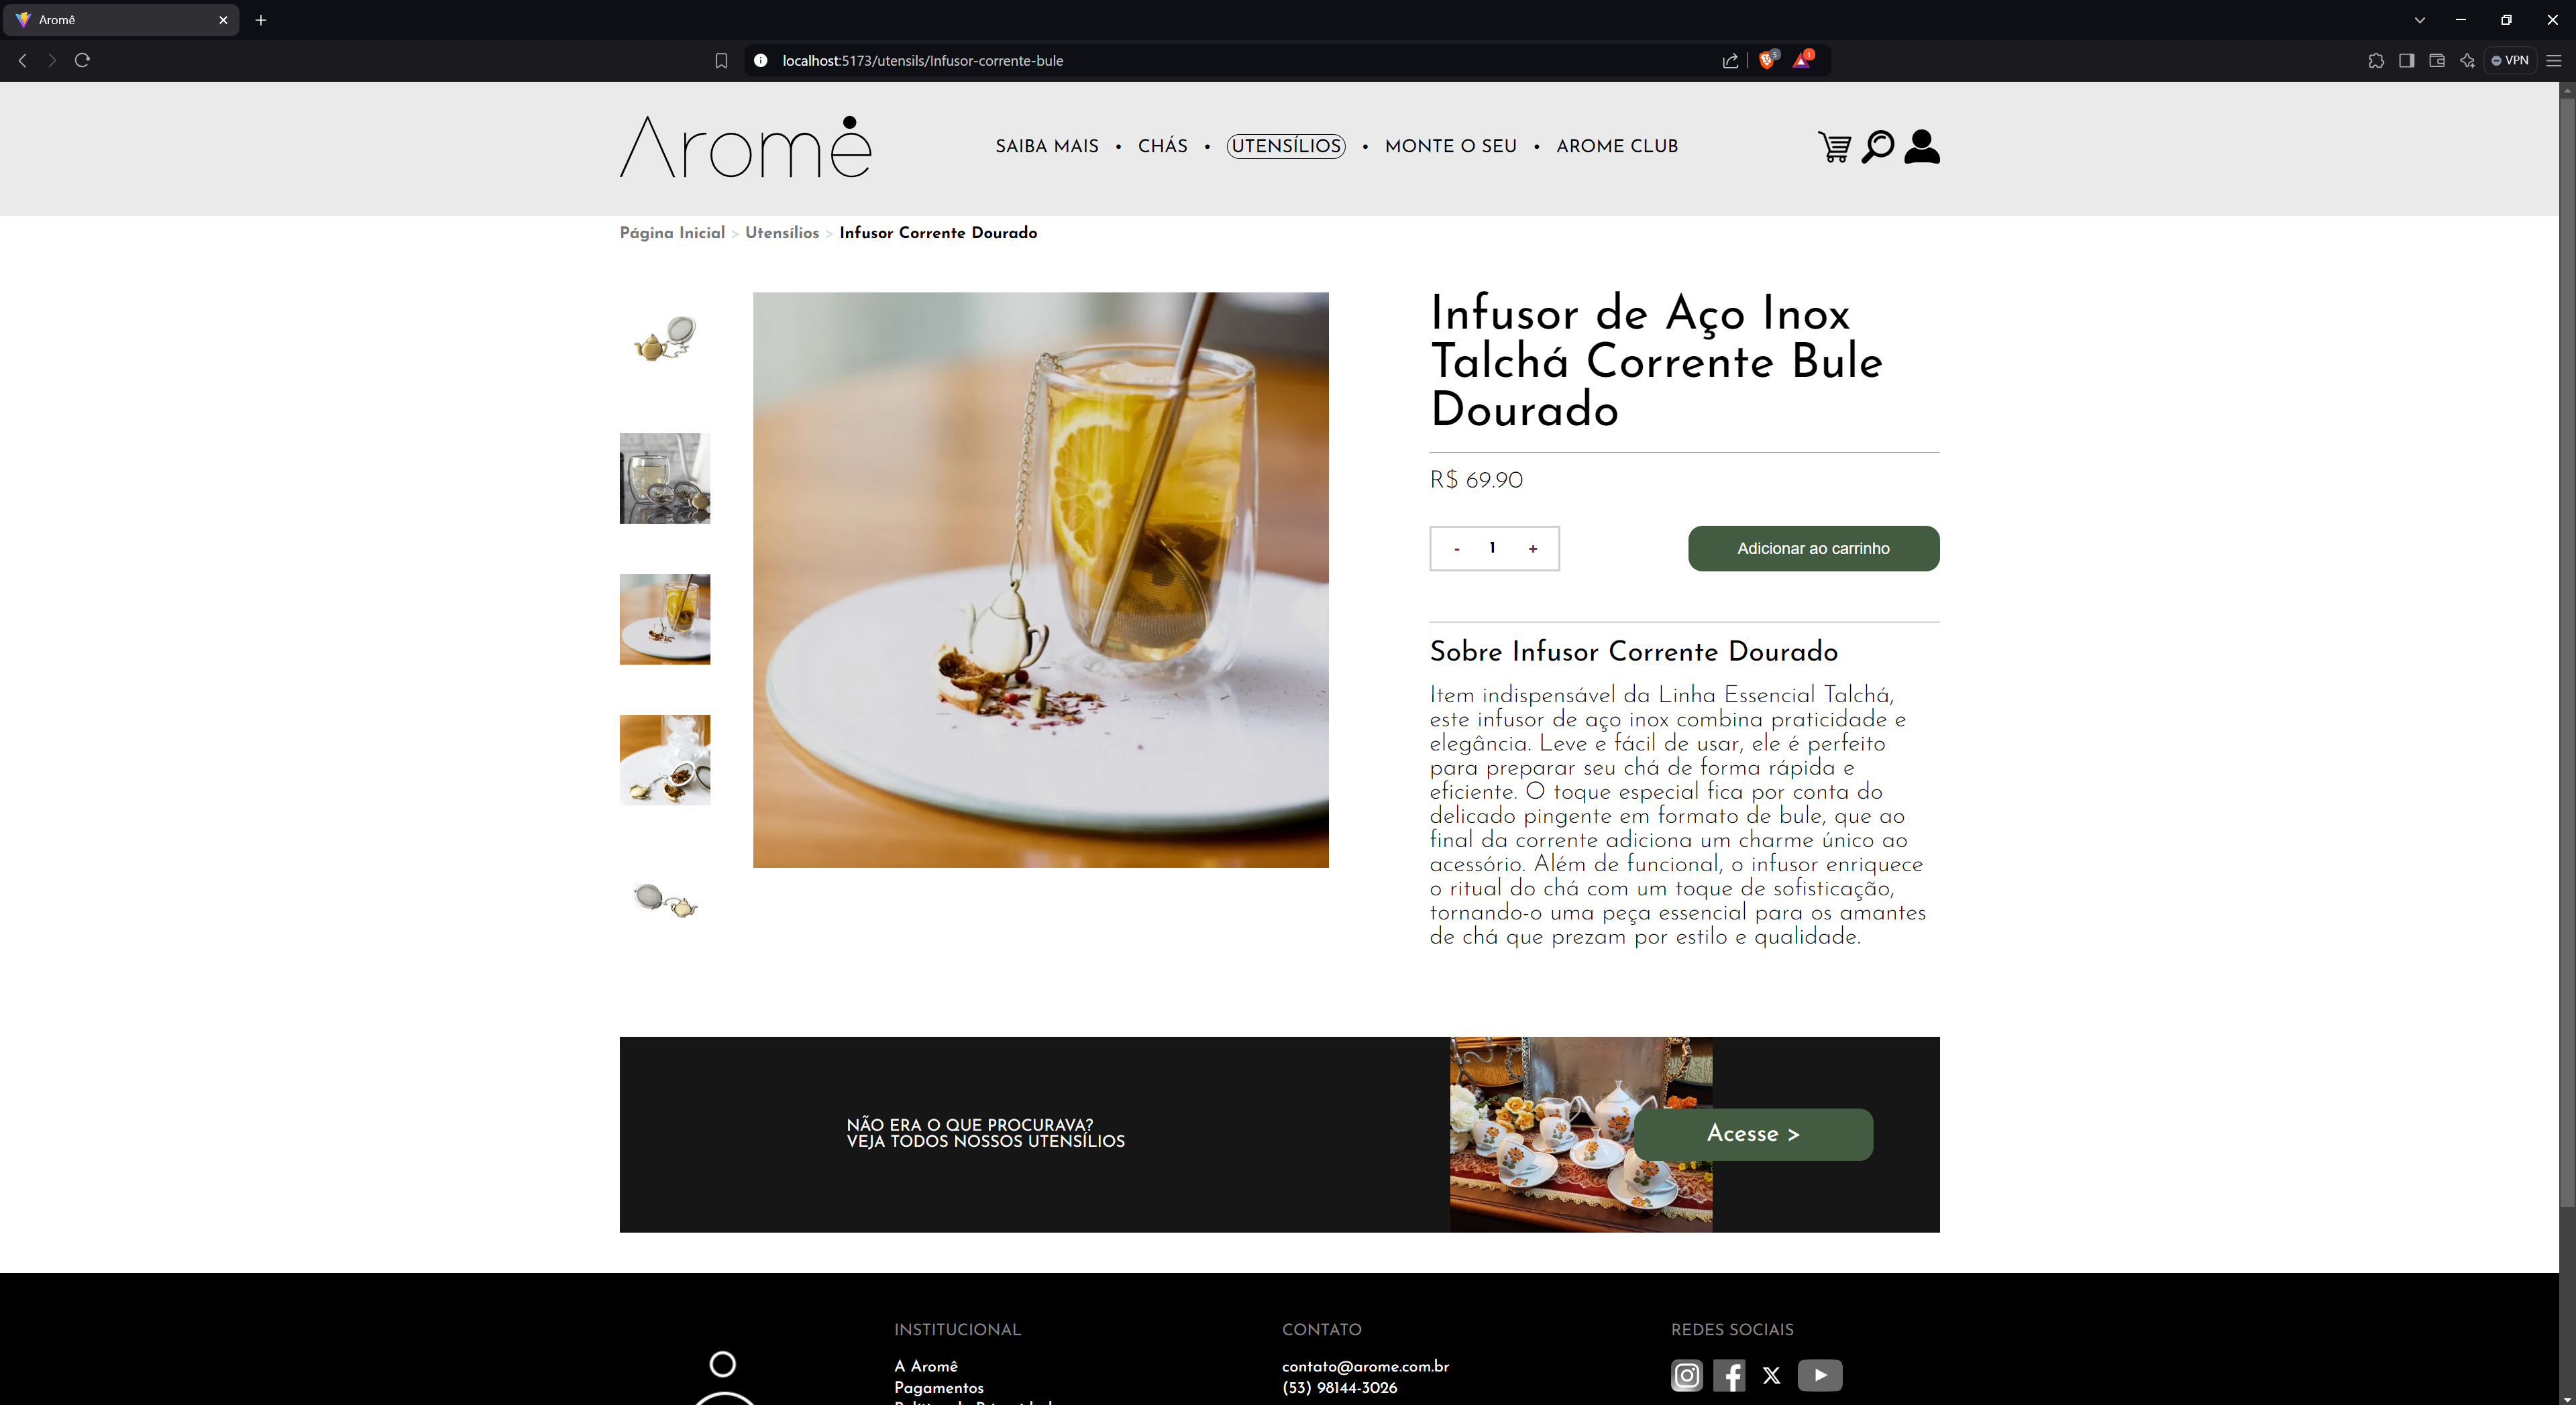 Aromê
localhost:5173/utensils/Infusor-corrente-bule
5
1
VPN
Aromê
SAIBA MAIS • CHÁS • UTENSÍLIOS • MONTE O SEU • AROME CLUB
Página Inicial > Utensílios > Infusor Corrente Dourado
Infusor de Aço Inox
Talchá Corrente Bule
Dourado
R$ 69.90
- 1 +
Adicionar ao carrinho
Sobre Infusor Corrente Dourado
Item indispensável da Linha Essencial Talchá,
este infusor de aço inox combina praticidade e
elegância. Leve e fácil de usar, ele é perfeito
para preparar seu chá de forma rápida e
eficiente. O toque especial fica por conta do
delicado pingente em formato de bule, que ao
final da corrente adiciona um charme único ao
acessório. Além de funcional, o infusor enriquece
o ritual do chá com um toque de sofisticação,
tornando-o uma peça essencial para os amantes
de chá que prezam por estilo e qualidade.
NÃO ERA O QUE PROCURAVA?
VEJA TODOS NOSSOS UTENSÍLIOS
Acesse >
INSTITUCIONAL
A Aromê
Pagamentos
CONTATO
contato@arome.com.br
(53) 98144-3026
REDES SOCIAIS